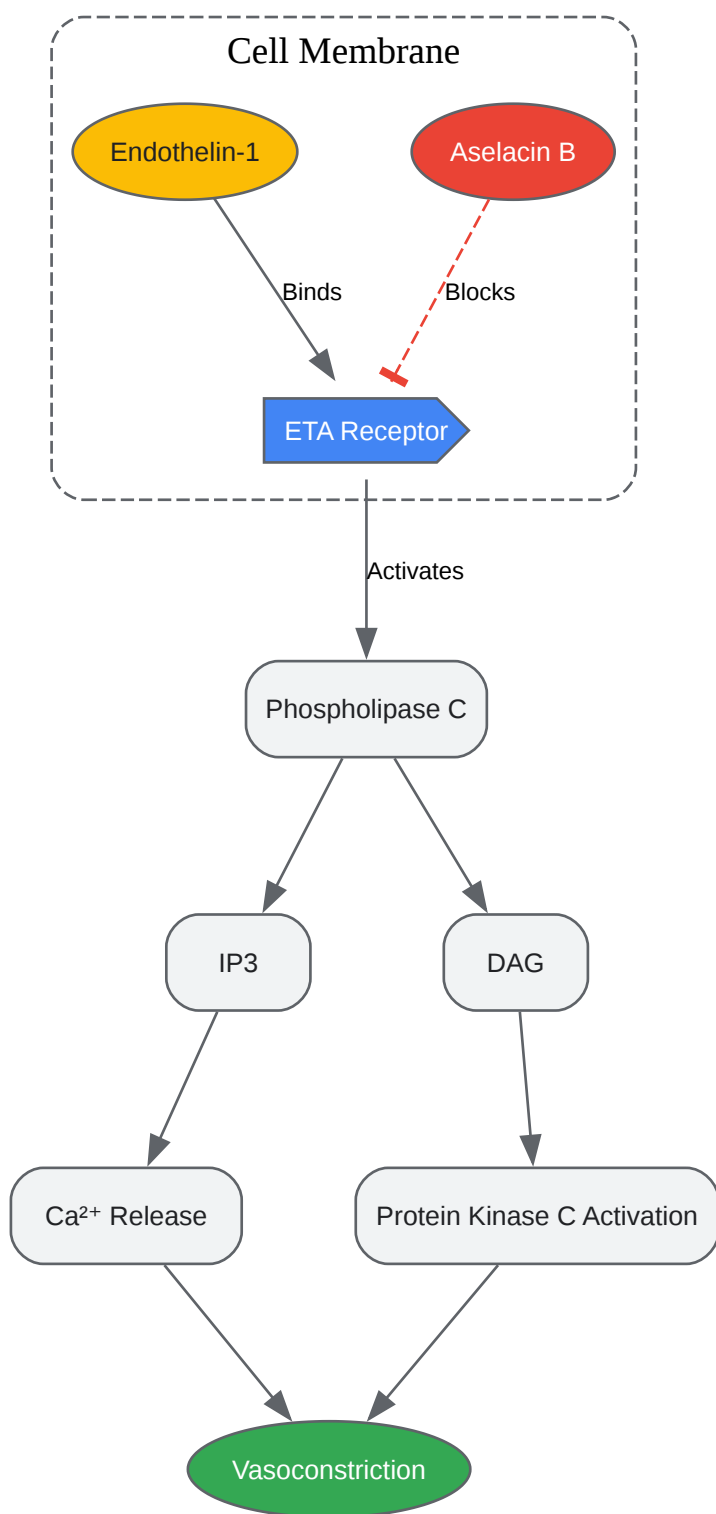 Cell Membrane
Endothelin-1
Aselacin B
Binds
Blocks
ETA Receptor
Activates
Phospholipase C
IP3
DAG
Ca²⁺ Release
Protein Kinase C Activation
Vasoconstriction